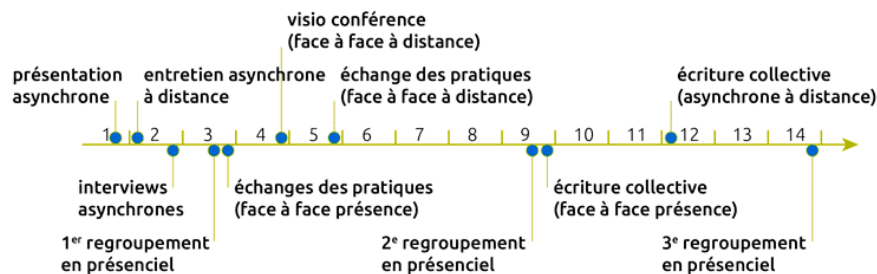 visio conférence
(face à face à distance)
présentation
asynchrone
entretien asynchrone
à distance
échange des pratiques
(face à face à distance)
écriture collective
(asynchrone à distance)
1 2 3 4 5 6 7 8 9 10 11 12 13 14
interviews
asynchrones
échanges des pratiques
(face à face présence)
écriture collective
(face à face présence)
1er regroupement
en présenciel
2e regroupement
en présenciel
3e regroupement
en présenciel